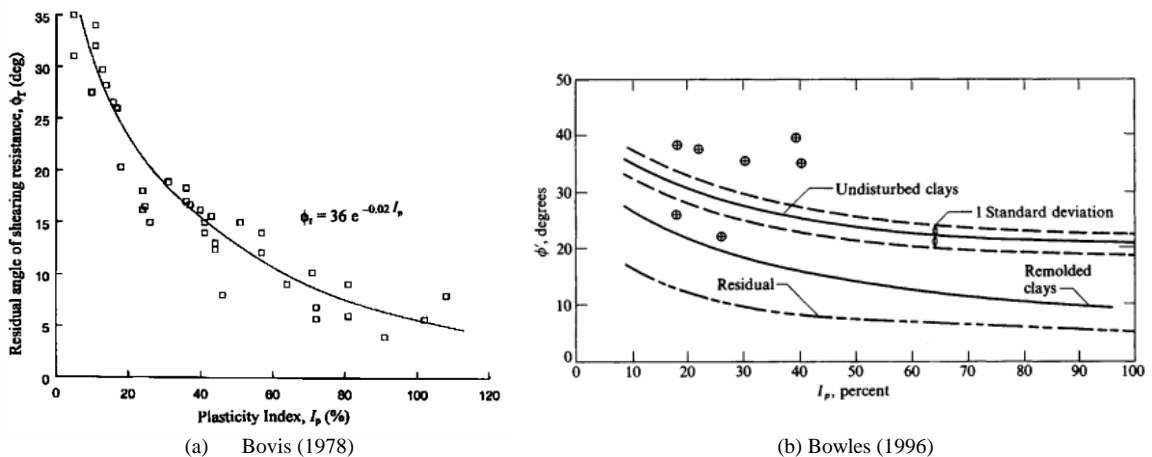 35
30
25
20
15
10
5
0
Residual angle of shearing resistance, ϕr (deg)
ϕr = 36 e^-0.02 Ip
0 20 40 60 80 100 120
Plasticity Index, Ip (%)
(a) Bovis (1978)
50
40
30
20
10
0
ϕ', degrees
Undisturbed clays
1 Standard deviation
Residual
Remolded
clays
10 20 30 40 50 60 70 80 90 100
Ip, percent
(b) Bowles (1996)